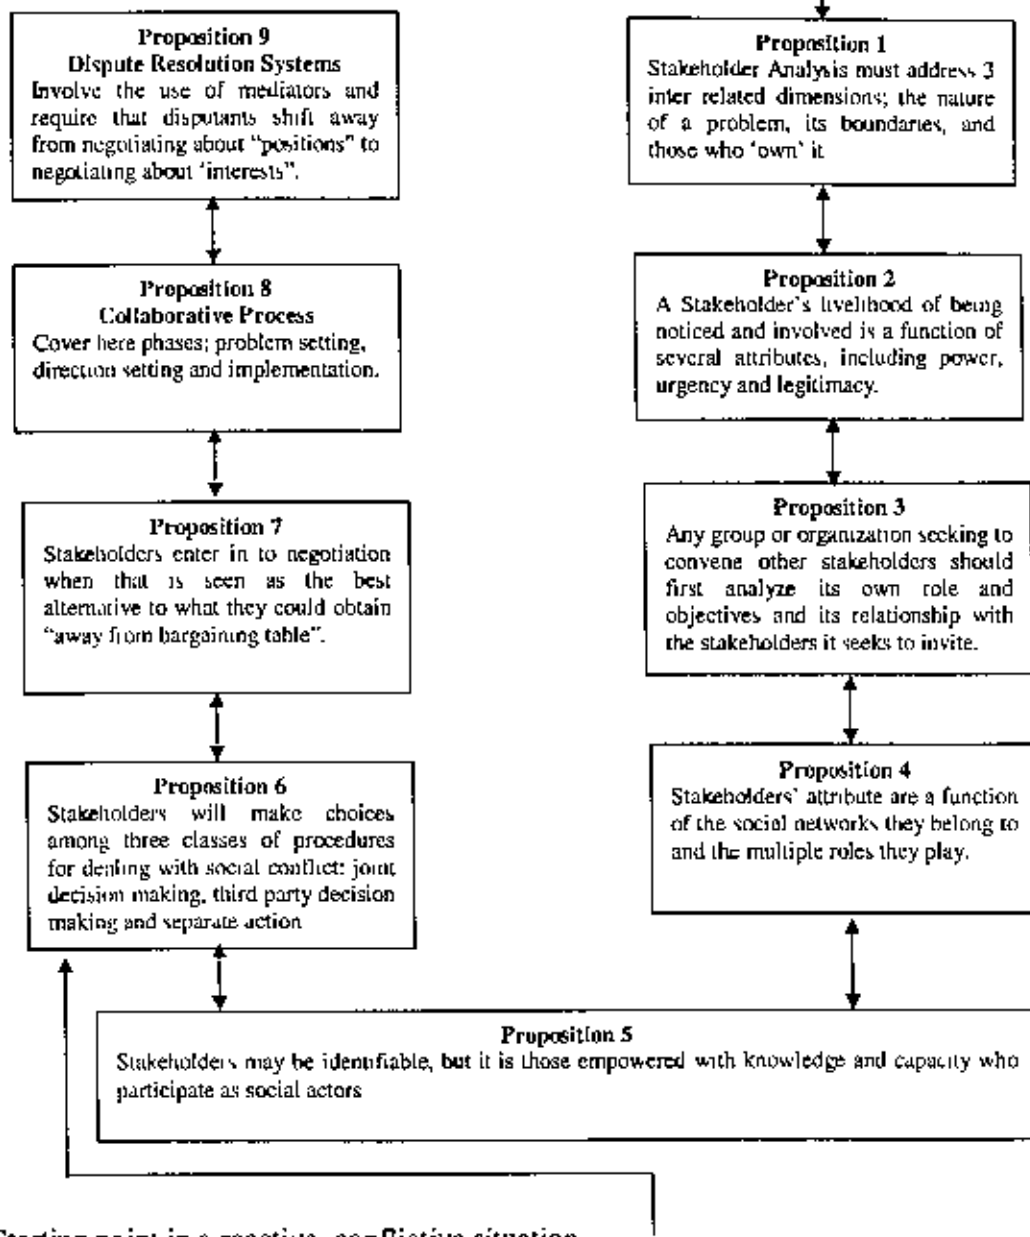 Proposition 9
Dispute Resolution Systems
Involve the use of mediators and
require that disputants shift away
from negotiating about "positions" to
negotiating about 'interests".
Proposition 8
Collaborative Process
Cover here phases; problem setting,
direction setting and implementation.
Proposition 7
Stakeholders enter in to negotiation
when that is seen as the best
alternative to what they could obtain
"away from bargaining table".
Proposition 6
Stakeholders will make choices
among three classes of procedures
for dealing with social conflict: joint
decision making, third party decision
making and separate action
Proposition 1
Stakeholder Analysis must address 3
inter related dimensions; the nature
of a problem, its boundaries, and
those who 'own' it
Proposition 2
A Stakeholder's livelihood of being
noticed and involved is a function of
several attributes, including power,
urgency and legitimacy.
Proposition 3
Any group or organization seeking to
convene other stakeholders should
first analyze its own role and
objectives and its relationship with
the stakeholders it seeks to invite.
Proposition 4
Stakeholders' attribute are a function
of the social networks they belong to
and the multiple roles they play.
Proposition 5
Stakeholders may be identifiable, but it is those empowered with knowledge and capacity who
participate as social actors
Starting point in a reactive, conflictive situation